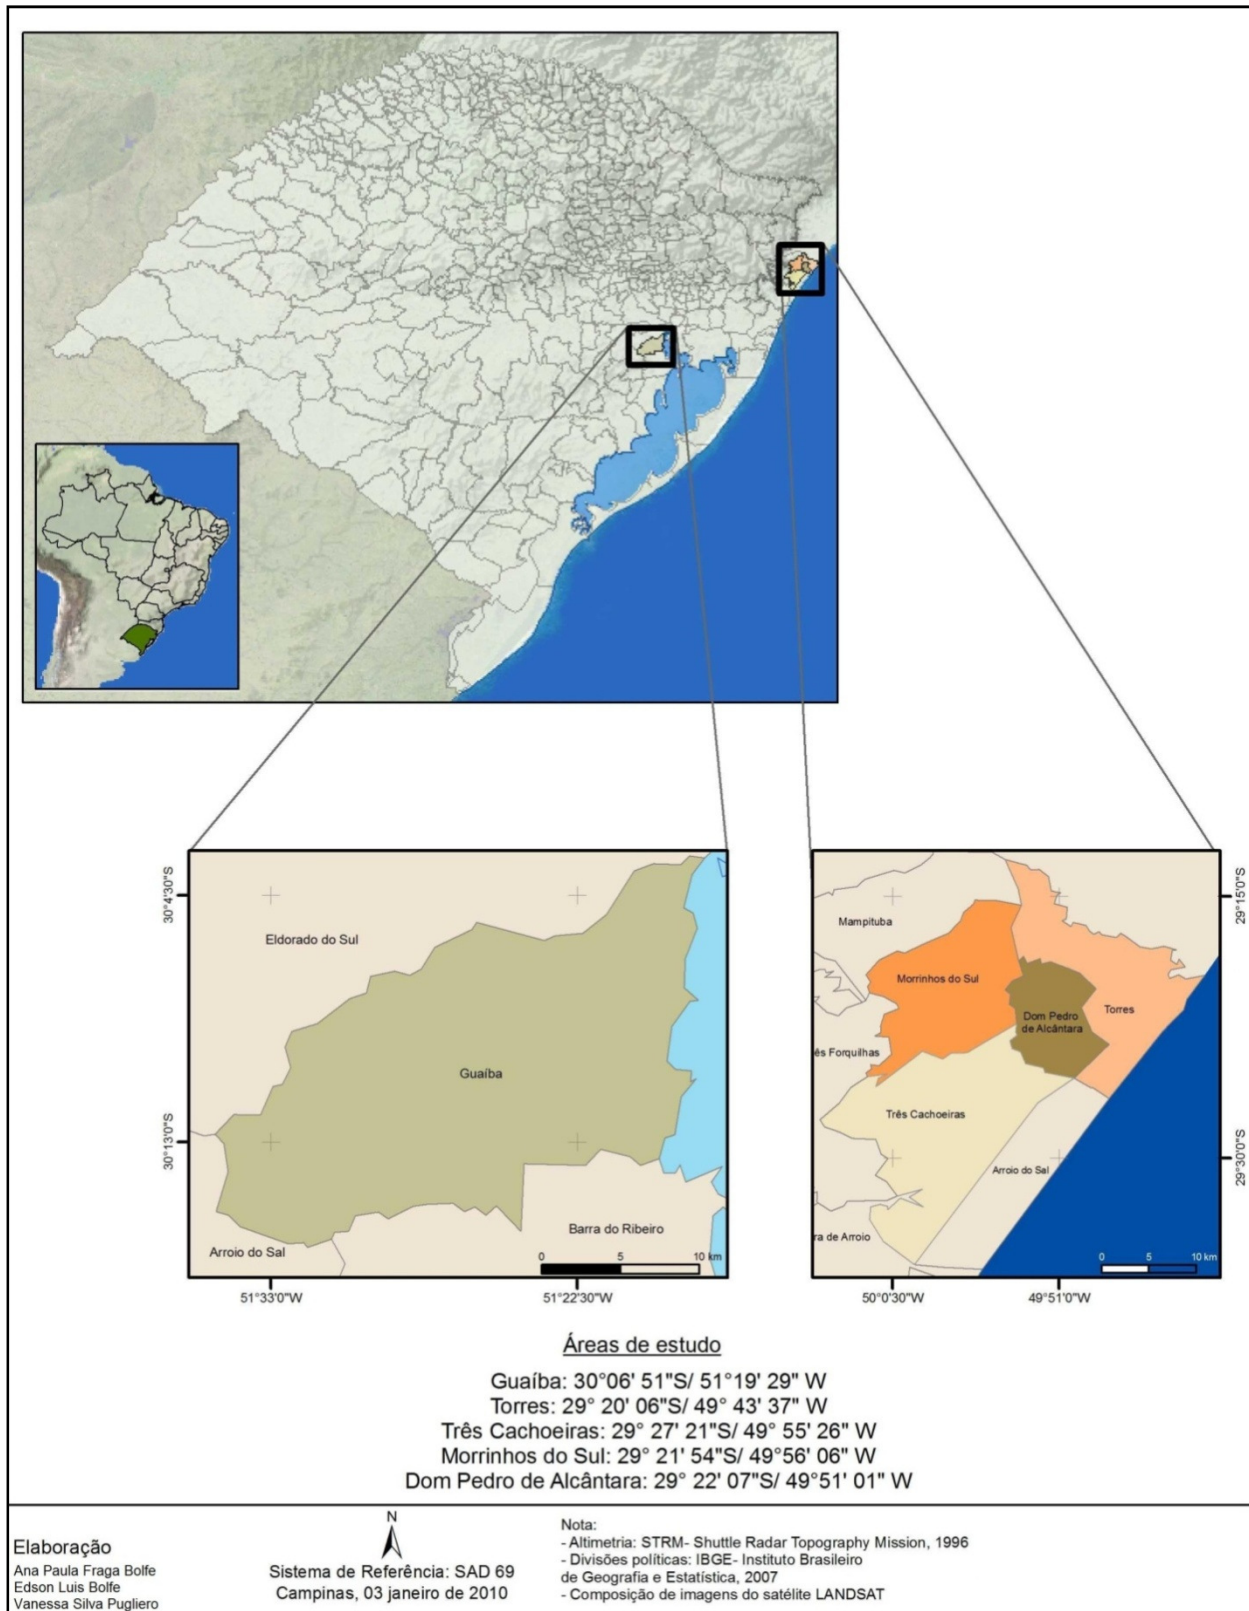 30°4'30"S
Eldorado do Sul
Guaíba
30°13'0"S
Arroio do Sal
Barra do Ribeiro
0 5 10 km
51°33'0"W
51°22'30"W
Mampituba
29°15'0"S
Morrinhos do Sul
Dom Pedro
de Alcântara
Torres
ês Forquilhas
Três Cachoeiras
29°30'0"S
Arroio do Sal
ra de Arroio
0 5 10 km
50°0'30"W
49°51'0"W
Áreas de estudo
Guaíba: 30°06' 51"S/ 51°19' 29" W
Torres: 29° 20' 06"S/ 49° 43' 37" W
Três Cachoeiras: 29° 27' 21"S/ 49° 55' 26" W
Morrinhos do Sul: 29° 21' 54"S/ 49°56' 06" W
Dom Pedro de Alcântara: 29° 22' 07"S/ 49°51' 01" W
Elaboração
Ana Paula Fraga Bolfe
Edson Luis Bolfe
Vanessa Silva Pugliero
N
Sistema de Referência: SAD 69
Campinas, 03 janeiro de 2010
Nota:
- Altimetria: STRM- Shuttle Radar Topography Mission, 1996
- Divisões políticas: IBGE- Instituto Brasileiro
de Geografia e Estatística, 2007
- Composição de imagens do satélite LANDSAT